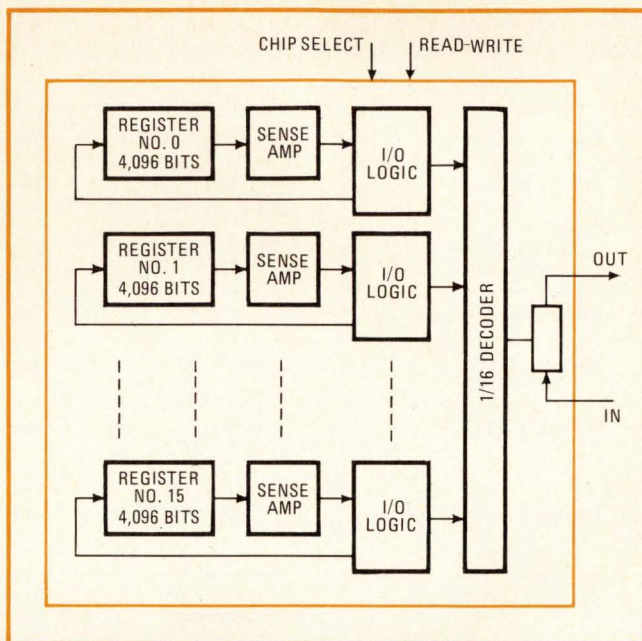 CHIP SELECT
READ-WRITE
REGISTER
NO. 0
4,096 BITS
SENSE
AMP
I/O
LOGIC
REGISTER
NO. 1
4,096 BITS
SENSE
AMP
I/O
LOGIC
1/16 DECODER
OUT
IN
REGISTER
NO. 15
4,096 BITS
SENSE
AMP
I/O
LOGIC